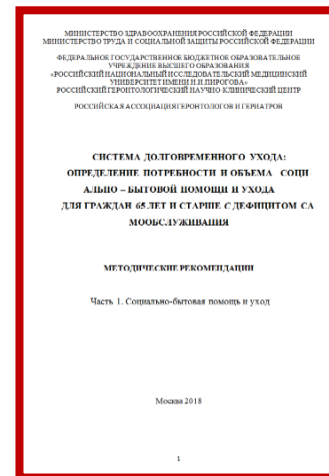 МИНИСТЕРСТВО ЗДРАВООХРАНЕНИЯ РОССИЙСКОЙ ФЕДЕРАЦИИ
МИНИСТЕРСТВО ТРУДА И СОЦИАЛЬНОЙ ЗАЩИТЫ РОССИЙСКОЙ ФЕДЕРАЦИИ
ФЕДЕРАЛЬНОЕ ГОСУДАРСТВЕННОЕ БЮДЖЕТНОЕ ОБРАЗОВАТЕЛЬНОЕ
УЧРЕЖДЕНИЕ ВЫСШЕГО ОБРАЗОВАНИЯ
«РОССИЙСКИЙ НАЦИОНАЛЬНЫЙ ИССЛЕДОВАТЕЛЬСКИЙ МЕДИЦИНСКИЙ
УНИВЕРСИТЕТ ИМЕНИ Н.И.ПИРОГОВА»
РОССИЙСКИЙ ГЕРОНТОЛОГИЧЕСКИЙ НАУЧНО-КЛИНИЧЕСКИЙ ЦЕНТР
РОССИЙСКАЯ АССОЦИАЦИЯ ГЕРОНТОЛОГОВ И ГЕРИАТРОВ
СИСТЕМА ДОЛГОВРЕМЕННОГО УХОДА:
ОПРЕДЕЛЕНИЕ ПОТРЕБНОСТИ И ОБЪЕМА СОЦИ
АЛЬНО – БЫТОВОЙ ПОМОЩИ И УХОДА
ДЛЯ ГРАЖДАН 65 ЛЕТ И СТАРШЕ С ДЕФИЦИТОМ СА
МООБСЛУЖИВАНИЯ
МЕТОДИЧЕСКИЕ РЕКОМЕНДАЦИИ
Часть 1. Социально-бытовая помощь и уход
Москва 2018
1